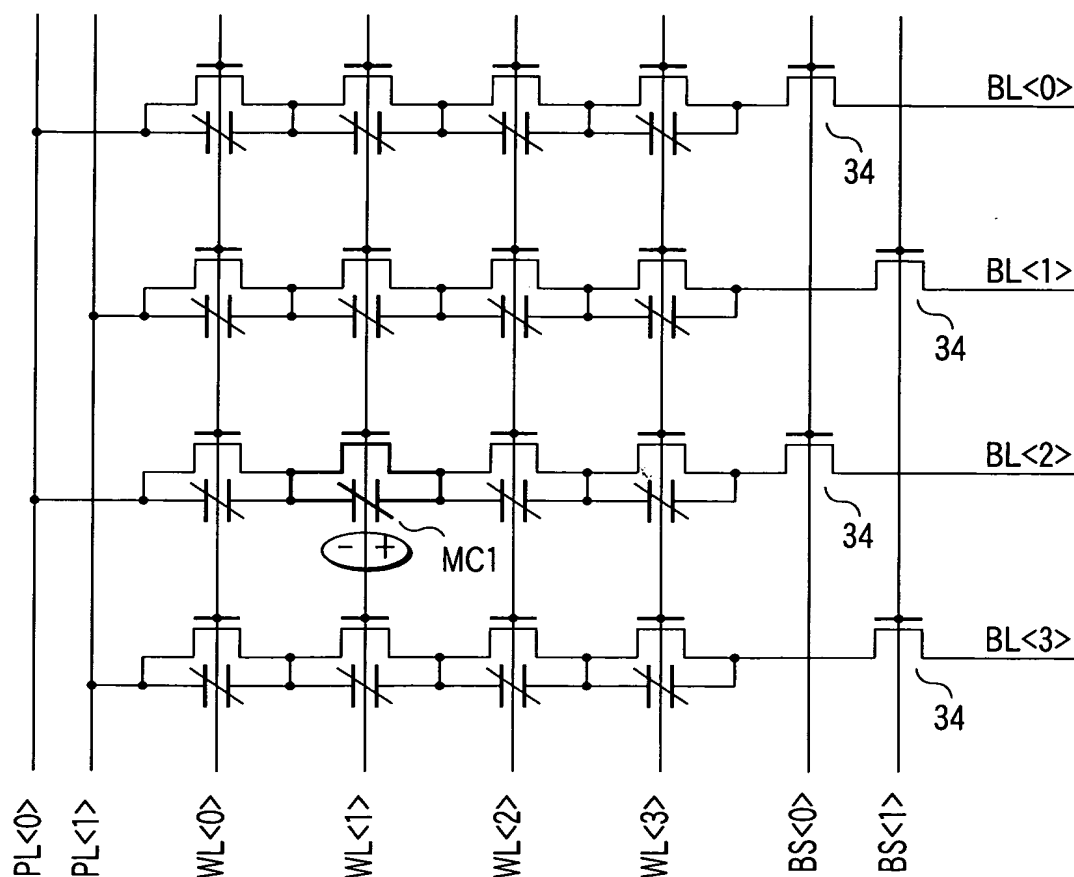 BL<0>
34
BL<1>
34
BL<2>
34
- +
MC1
BL<3>
34
PL<0>
PL<1>
WL<0>
WL<1>
WL<2>
WL<3>
BS<0>
BS<1>